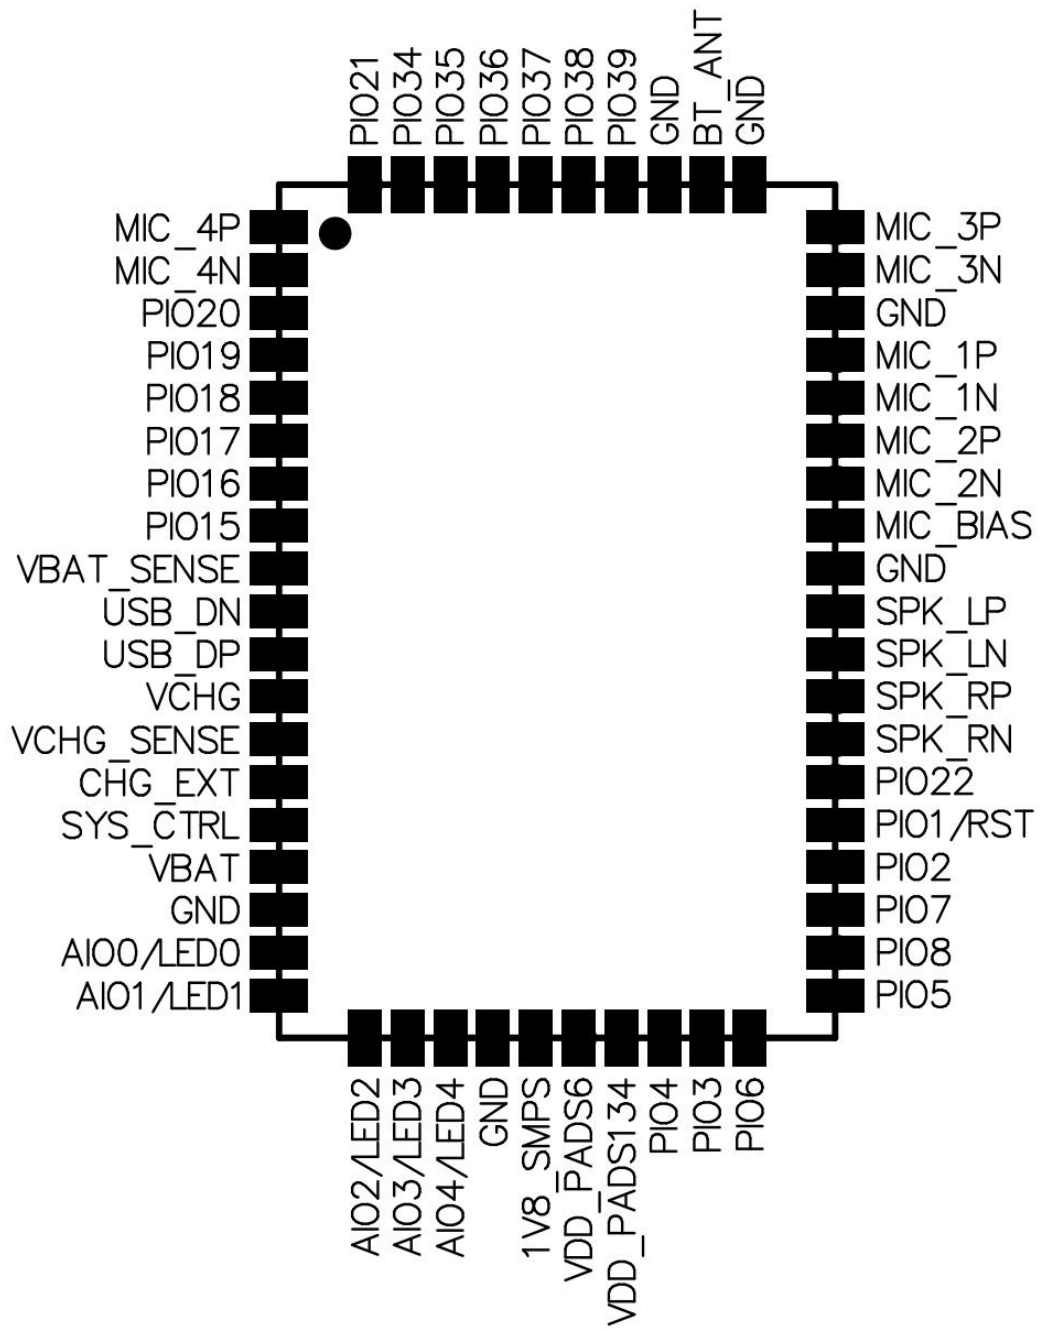 PIO21
PIO34
PIO35
PIO36
PIO37
PIO38
PIO39
GND
BT_ANT
GND
MIC_4P
MIC_4N
PIO20
PIO19
PIO18
PIO17
PIO16
PIO15
VBAT_SENSE
USB_DN
USB_DP
VCHG
VCHG_SENSE
CHG_EXT
SYS_CTRL
VBAT
GND
AIO0/LED0
AIO1/LED1
MIC_3P
MIC_3N
GND
MIC_1P
MIC_1N
MIC_2P
MIC_2N
MIC_BIAS
GND
SPK_LP
SPK_LN
SPK_RP
SPK_RN
PIO22
PIO1/RST
PIO2
PIO7
PIO8
PIO5
AIO2/LED2
AIO3/LED3
AIO4/LED4
GND
1V8_SMPS
VDD_PADS6
VDD_PADS134
PIO4
PIO3
PIO6